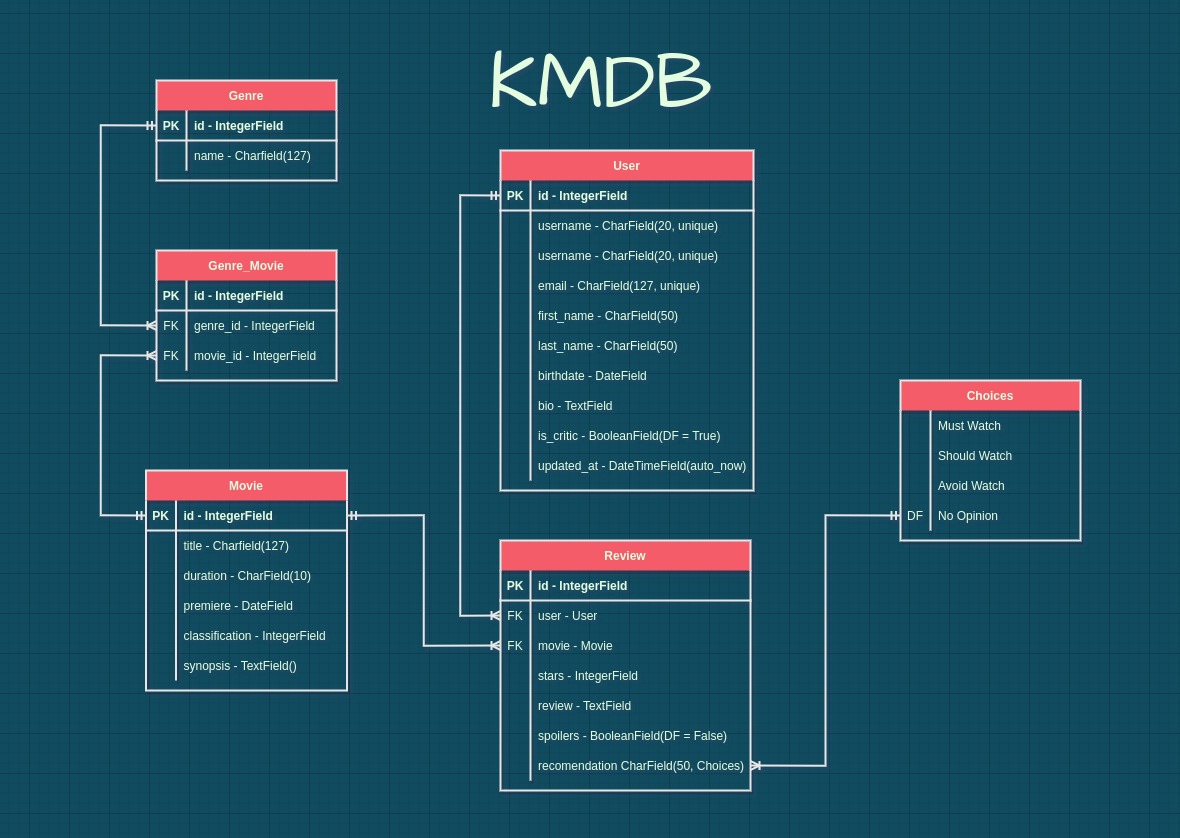 KMDB
Genre
PK id - IntegerField
name - Charfield(127)
Genre_Movie
PK id - IntegerField
FK genre_id - IntegerField
FK movie_id - IntegerField
Movie
PK id - IntegerField
title - Charfield(127)
duration - CharField(10)
premiere - DateField
classification - IntegerField
synopsis - TextField()
User
PK id - IntegerField
username - CharField(20, unique)
username - CharField(20, unique)
email - CharField(127, unique)
first_name - CharField(50)
last_name - CharField(50)
birthdate - DateField
bio - TextField
is_critic - BooleanField(DF = True)
updated_at - DateTimeField(auto_now)
Review
PK id - IntegerField
FK user - User
FK movie - Movie
stars - IntegerField
review - TextField
spoilers - BooleanField(DF = False)
recomendation CharField(50, Choices)
Choices
Must Watch
Should Watch
Avoid Watch
DF No Opinion